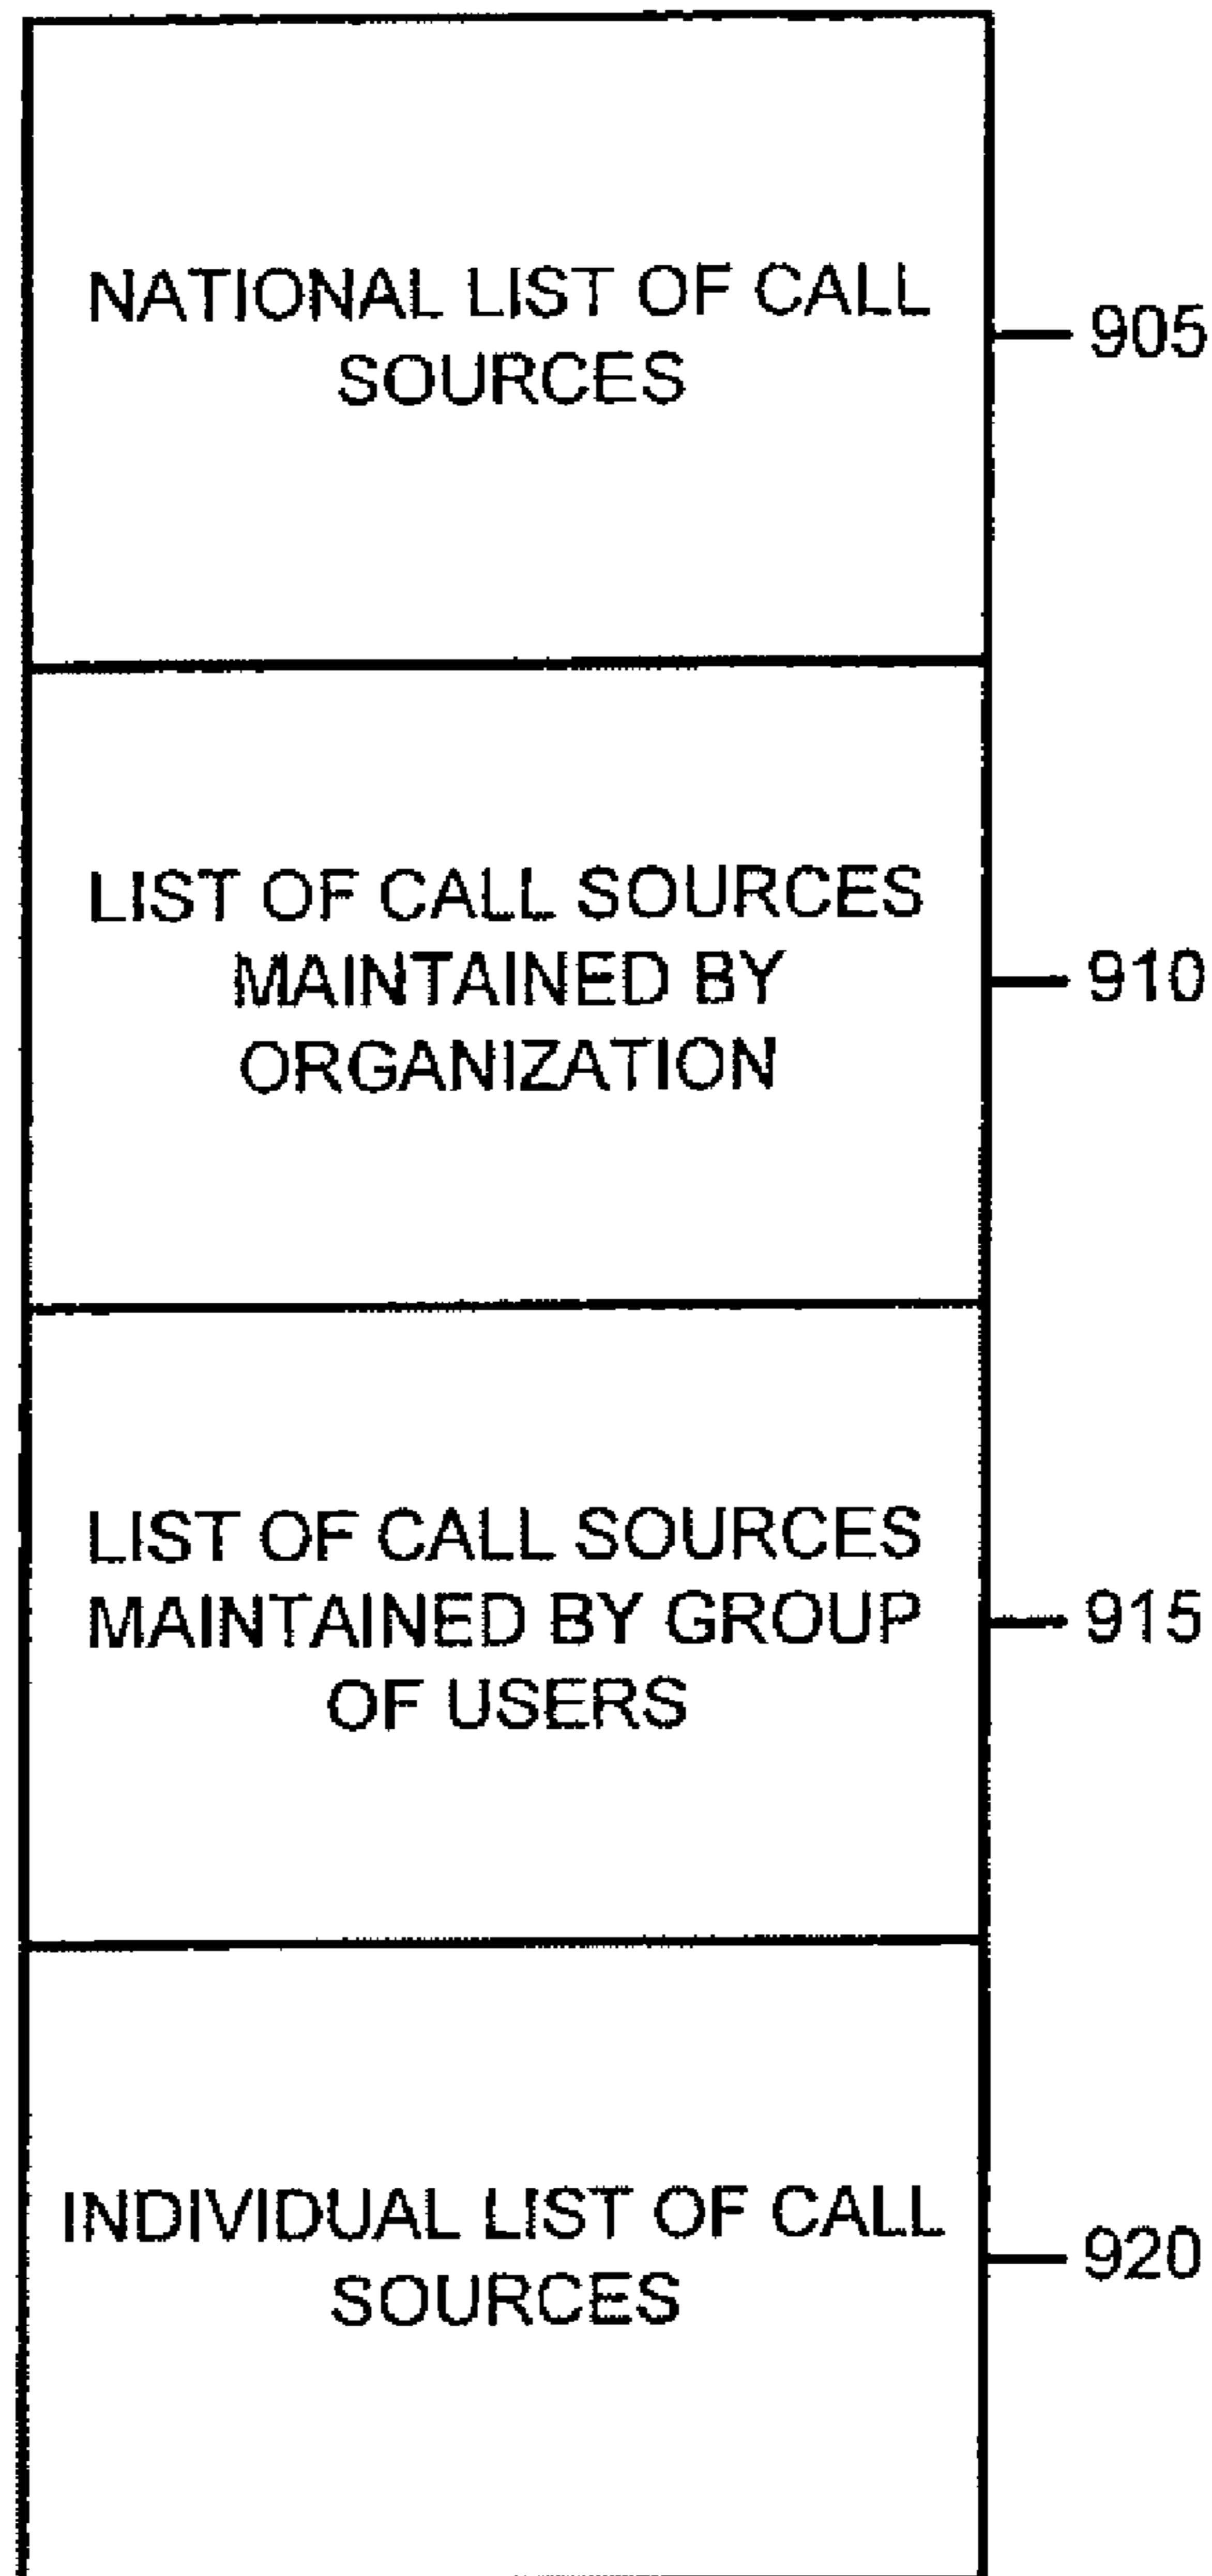 NATIONAL LIST OF CALL
SOURCES
905
LIST OF CALL SOURCES
MAINTAINED BY
ORGANIZATION
910
LIST OF CALL SOURCES
MAINTAINED BY GROUP
OF USERS
915
INDIVIDUAL LIST OF CALL
SOURCES
920